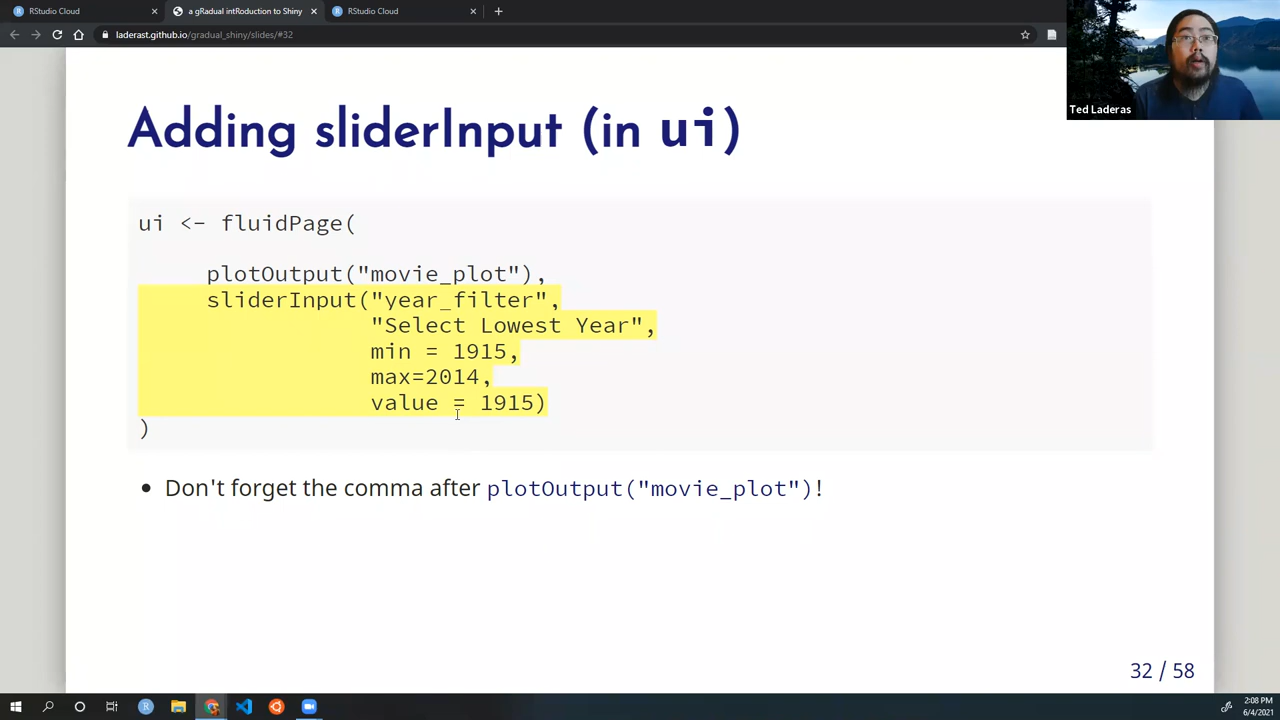 RStudio Cloud
a gRadual intRoduction to Shiny
RStudio Cloud
laderast.github.io/gradual_shiny/slides/#32
Ted Laderas
Adding sliderInput (in ui)
ui <- fluidPage(
plotOutput("movie_plot"),
sliderInput("year_filter",
"Select Lowest Year",
min = 1915,
max=2014,
value = 1915)
)
• Don't forget the comma after plotOutput("movie_plot")!
32 / 58
2:08 PM
6/4/2021